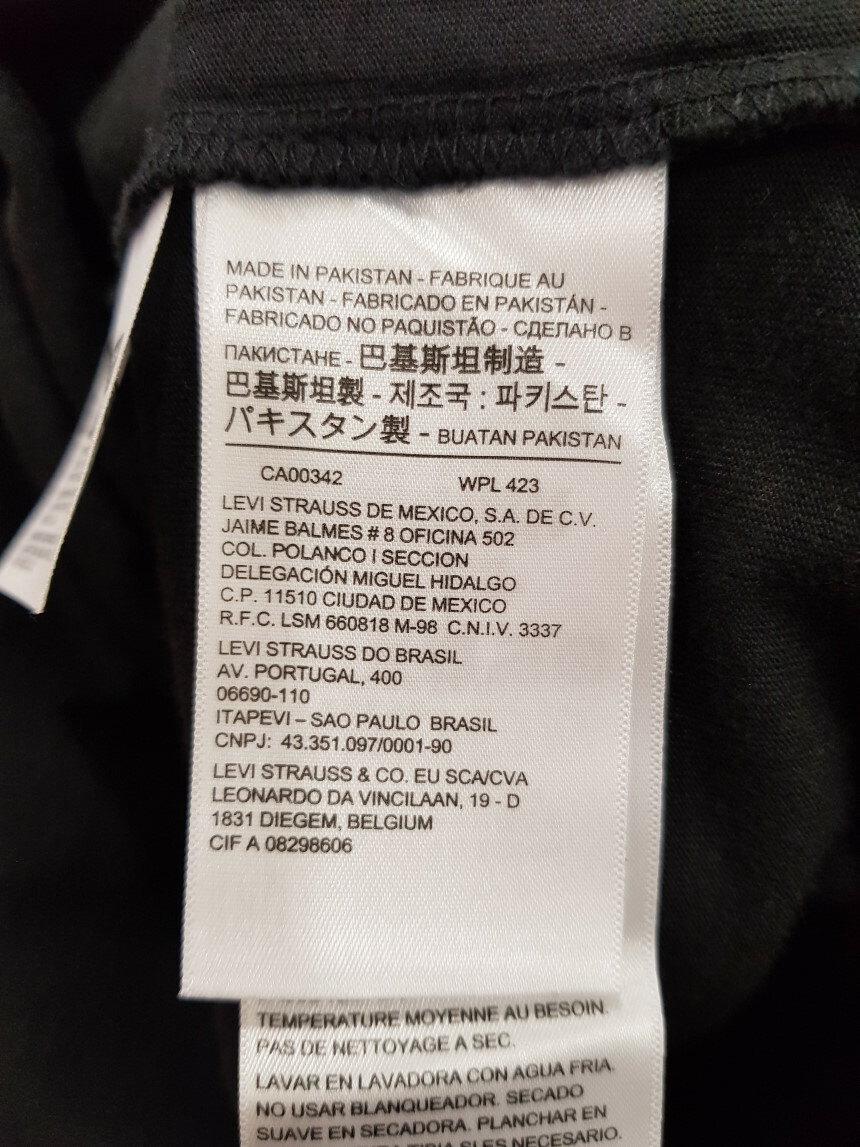 MADE IN PAKISTAN - FABRIQUE AU
PAKISTAN - FABRICADO EN PAKISTÁN -
FABRICADO NO PAQUISTÃO - СДЕЛАНО В
ПАКИСТАНЕ - 巴基斯坦制造 -
巴基斯坦製 - 제조국 : 파키스탄 -
パキスタン製 - BUATAN PAKISTAN
CA00342 WPL 423
LEVI STRAUSS DE MEXICO, S.A. DE C.V.
JAIME BALMES # 8 OFICINA 502
COL. POLANCO I SECCION
DELEGACIÓN MIGUEL HIDALGO
C.P. 11510 CIUDAD DE MEXICO
R.F.C. LSM 660818 M-98 C.N.I.V. 3337
LEVI STRAUSS DO BRASIL
AV. PORTUGAL, 400
06690-110
ITAPEVI – SAO PAULO BRASIL
CNPJ: 43.351.097/0001-90
LEVI STRAUSS & CO. EU SCA/CVA
LEONARDO DA VINCILAAN, 19 - D
1831 DIEGEM, BELGIUM
CIF A 08298606
TEMPERATURE MOYENNE AU BESOIN.
PAS DE NETTOYAGE A SEC.
LAVAR EN LAVADORA CON AGUA FRIA.
NO USAR BLANQUEADOR. SECADO
SUAVE EN SECADORA. PLANCHAR EN
TIBIA SI ES NECESARIO.